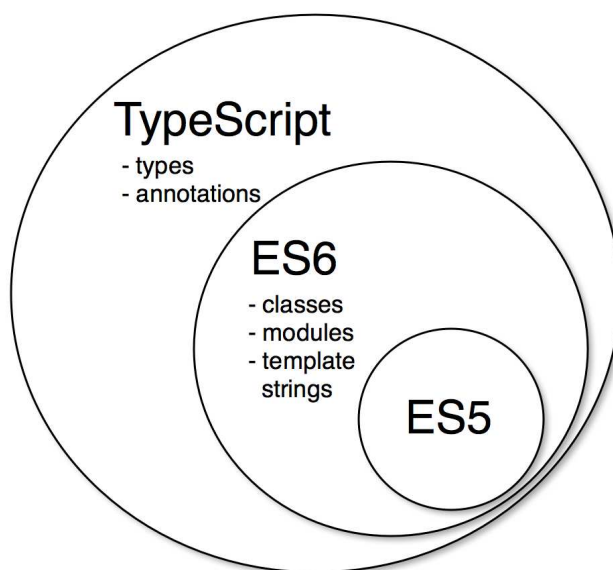 TypeScript
- types
- annotations
ES6
- classes
- modules
- template
strings
ES5